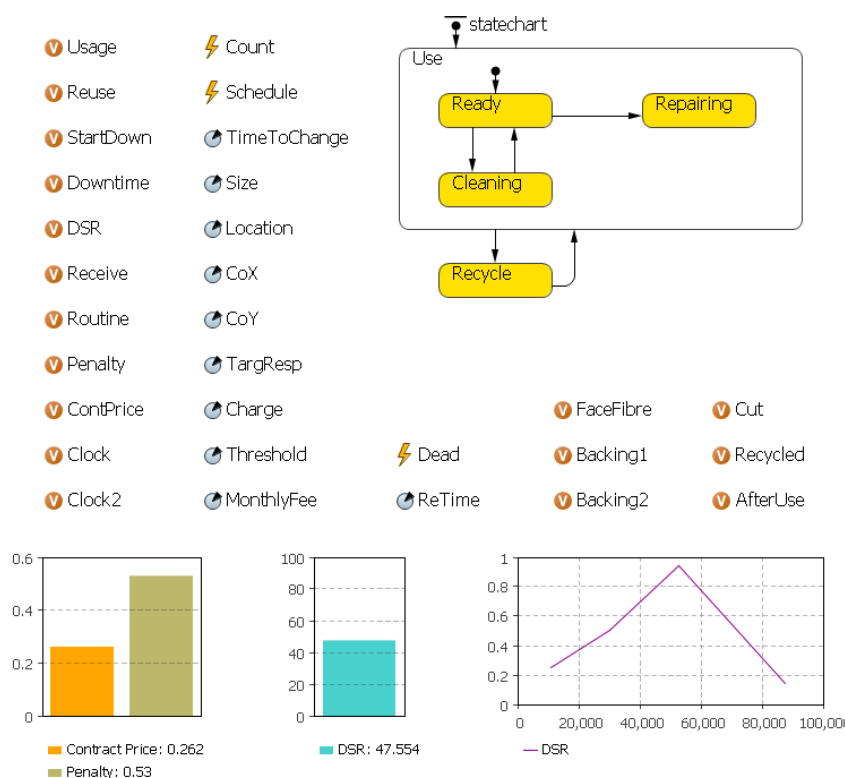 statechart
Usage
Count
Use
Reuse
Schedule
Ready
Repairing
StartDown
TimeToChange
Downtime
Size
Cleaning
DSR
Location
Receive
CoX
Recycle
Routine
CoY
Penalty
TargResp
ContPrice
Charge
FaceFibre
Cut
Clock
Threshold
Dead
Backing1
Recycled
Clock2
MonthlyFee
ReTime
Backing2
AfterUse
0.6
0.4
0.2
0
Contract Price: 0.262
Penalty: 0.53
100
80
60
40
20
0
DSR: 47.554
1
0.8
0.6
0.4
0.2
0
0 20,000 40,000 60,000 80,000 100,00
DSR